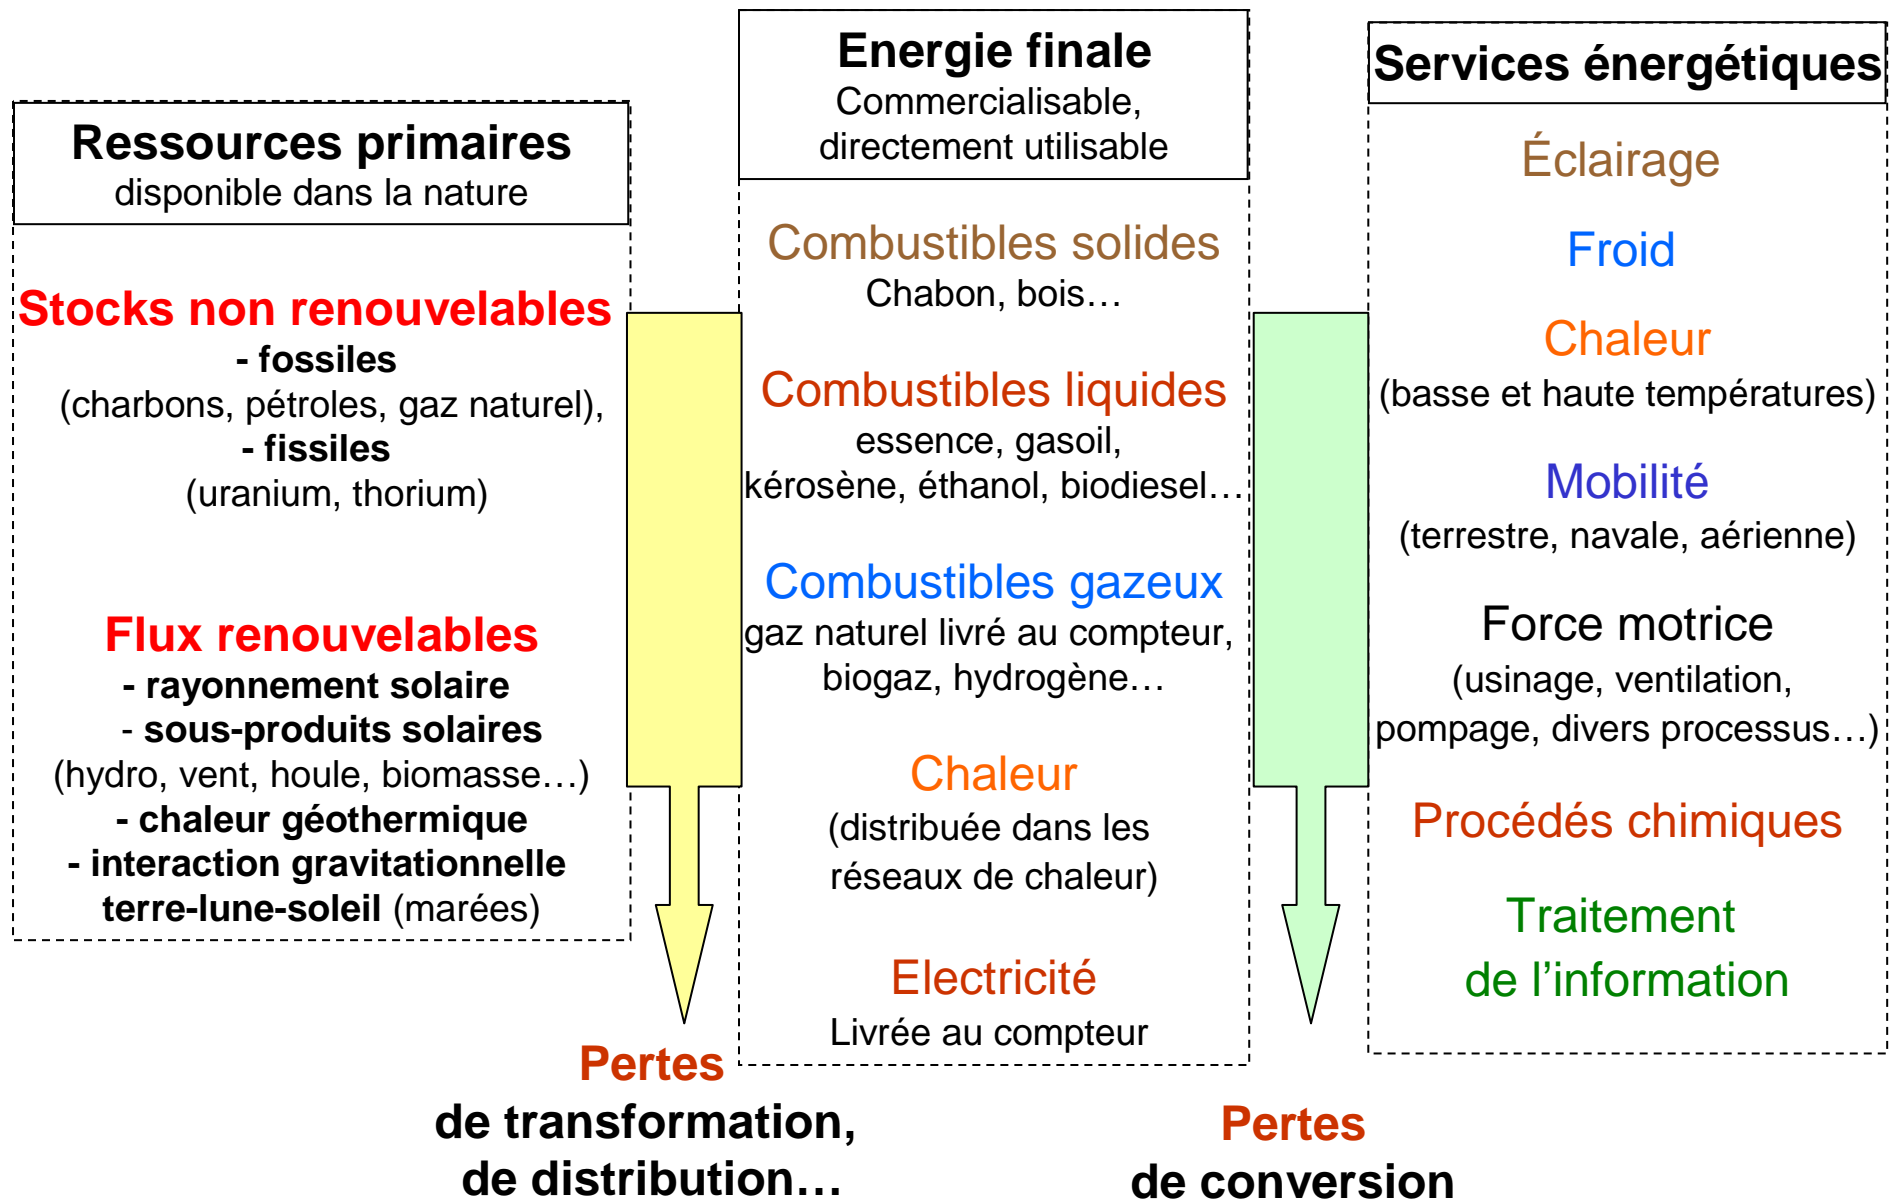 Ressources primaires
disponible dans la nature
Stocks non renouvelables
- fossiles
(charbons, pétroles, gaz naturel),
- fissiles
(uranium, thorium)
Flux renouvelables
- rayonnement solaire
- sous-produits solaires
(hydro, vent, houle, biomasse…)
- chaleur géothermique
- interaction gravitationnelle
terre-lune-soleil (marées)
Pertes
de transformation,
de distribution…
Energie finale
Commercialisable,
directement utilisable
Combustibles solides
Chabon, bois…
Combustibles liquides
essence, gasoil,
kérosène, éthanol, biodiesel…
Combustibles gazeux
gaz naturel livré au compteur,
biogaz, hydrogène…
Chaleur
(distribuée dans les
réseaux de chaleur)
Electricité
Livrée au compteur
Pertes
de conversion
Services énergétiques
Éclairage
Froid
Chaleur
(basse et haute températures)
Mobilité
(terrestre, navale, aérienne)
Force motrice
(usinage, ventilation,
pompage, divers processus…)
Procédés chimiques
Traitement
de l’information